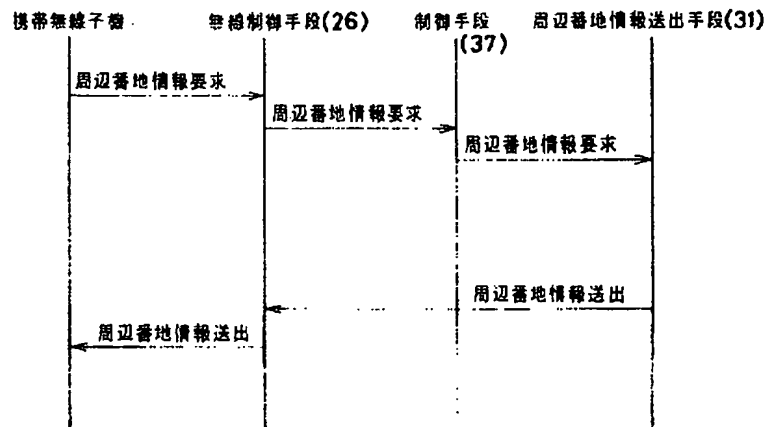 携帯無線子機
無線制御手段(26)
制御手段
(37)
周辺番地情報送出手段(31)
周辺番地情報要求
周辺番地情報要求
周辺番地情報要求
周辺番地情報送出
周辺番地情報送出